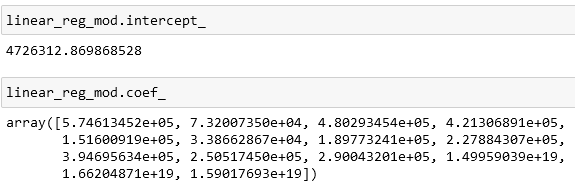 linear_reg_mod.intercept_
4726312.869868528
linear_reg_mod.coef_
array([5.74613452e+05, 7.32007350e+04, 4.80293454e+05, 4.21306891e+05,
1.51600919e+05, 3.38662867e+04, 1.89773241e+05, 2.27884307e+05,
3.94695634e+05, 2.50517450e+05, 2.90043201e+05, 1.49959039e+19,
1.66204871e+19, 1.59017693e+19])